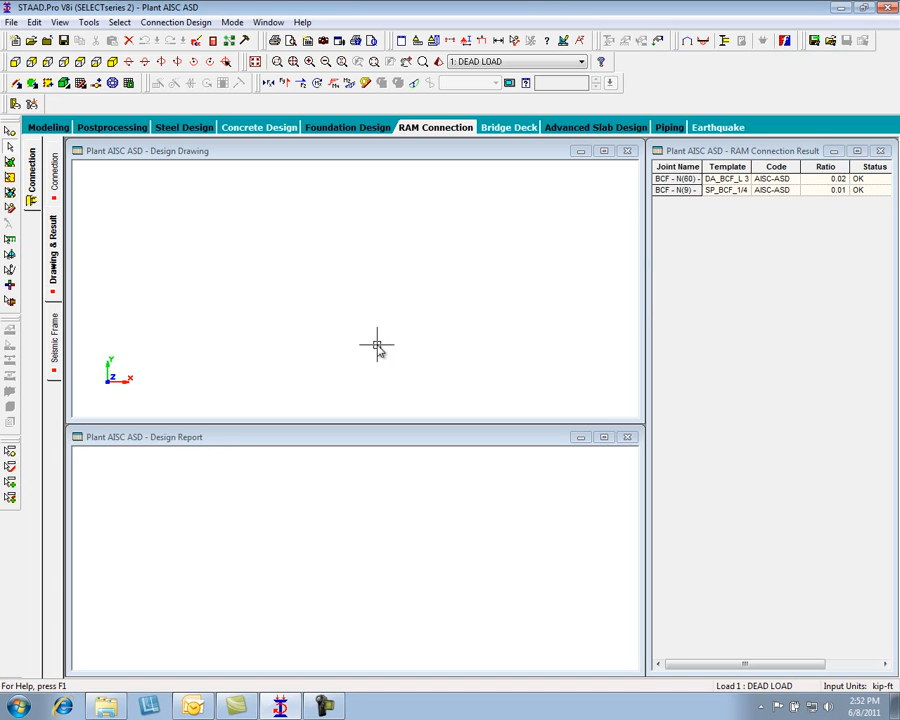 STAAD.Pro V8i (SELECTseries 2) - Plant AISC ASD
File Edit View Tools Select Connection Design Mode Window Help
1: DEAD LOAD
Modeling Postprocessing Steel Design Concrete Design Foundation Design RAM Connection Bridge Deck Advanced Slab Design Piping Earthquake
Connection
Connection
Drawing & Result
Seismic Frame
Plant AISC ASD - Design Drawing
Y
Z X
Plant AISC ASD - Design Report
Plant AISC ASD - RAM Connection Result
Joint Name Template Code Ratio Status
BCF - N(60) - DA_BCF_L 3 AISC-ASD 0.02 OK
BCF - N(9) - SP_BCF_1/4 AISC-ASD 0.01 OK
For Help, press F1 Load 1 : DEAD LOAD Input Units: kip-ft
2:52 PM
6/8/2011